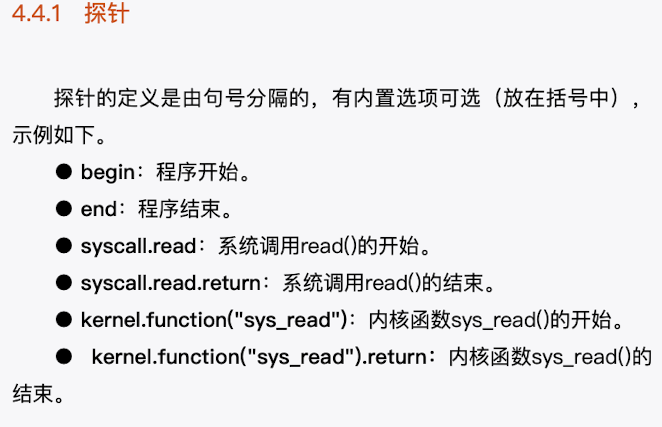 4.4.1 探针
探针的定义是由句号分隔的，有内置选项可选（放在括号中），
示例如下。
● begin：程序开始。
● end：程序结束。
● syscall.read：系统调用read()的开始。
● syscall.read.return：系统调用read()的结束。
● kernel.function("sys_read")：内核函数sys_read()的开始。
● kernel.function("sys_read").return：内核函数sys_read()的
结束。